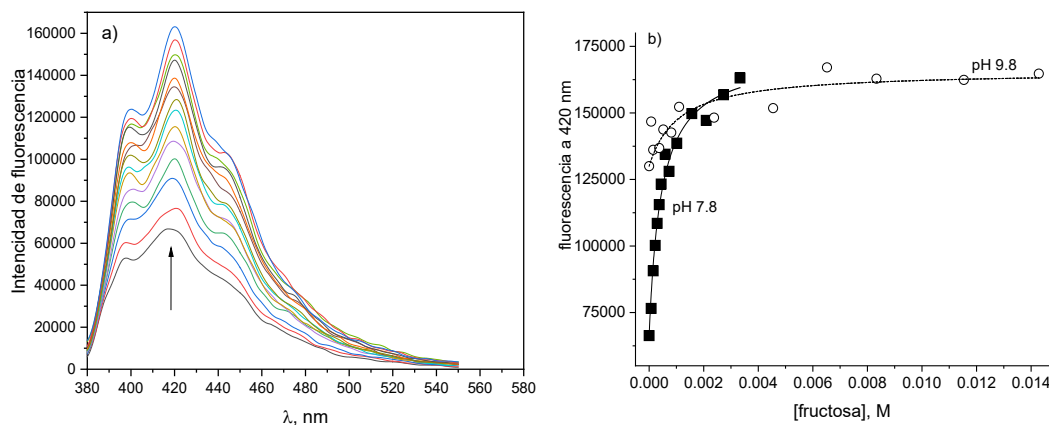 a)
Intencidad de fluorescencia
160000
140000
120000
100000
80000
60000
40000
20000
0
380 400 420 440 460 480 500 520 540 560 580
λ, nm
b)
fluorescencia a 420 nm
175000
150000
125000
100000
75000
pH 9.8
pH 7.8
0.000 0.002 0.004 0.006 0.008 0.010 0.012 0.014
[fructosa], M